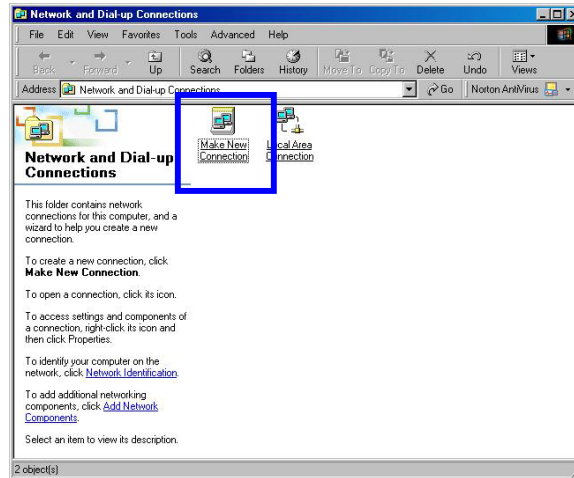 Network and Dial-up Connections
File Edit View Favorites Tools Advanced Help
Back Forward Up Search Folders History Move To Copy To Delete Undo Views
Address Network and Dial-up Connections Go Norton AntiVirus
Make New
Connection
Local Area
Connection
Network and Dial-up
Connections
This folder contains network
connections for this computer, and a
wizard to help you create a new
connection.
To create a new connection, click
Make New Connection.
To open a connection, click its icon.
To access settings and components of
a connection, right-click its icon and
then click Properties.
To identify your computer on the
network, click Network Identification.
To add additional networking
components, click Add Network
Components.
Select an item to view its description.
2 object(s)